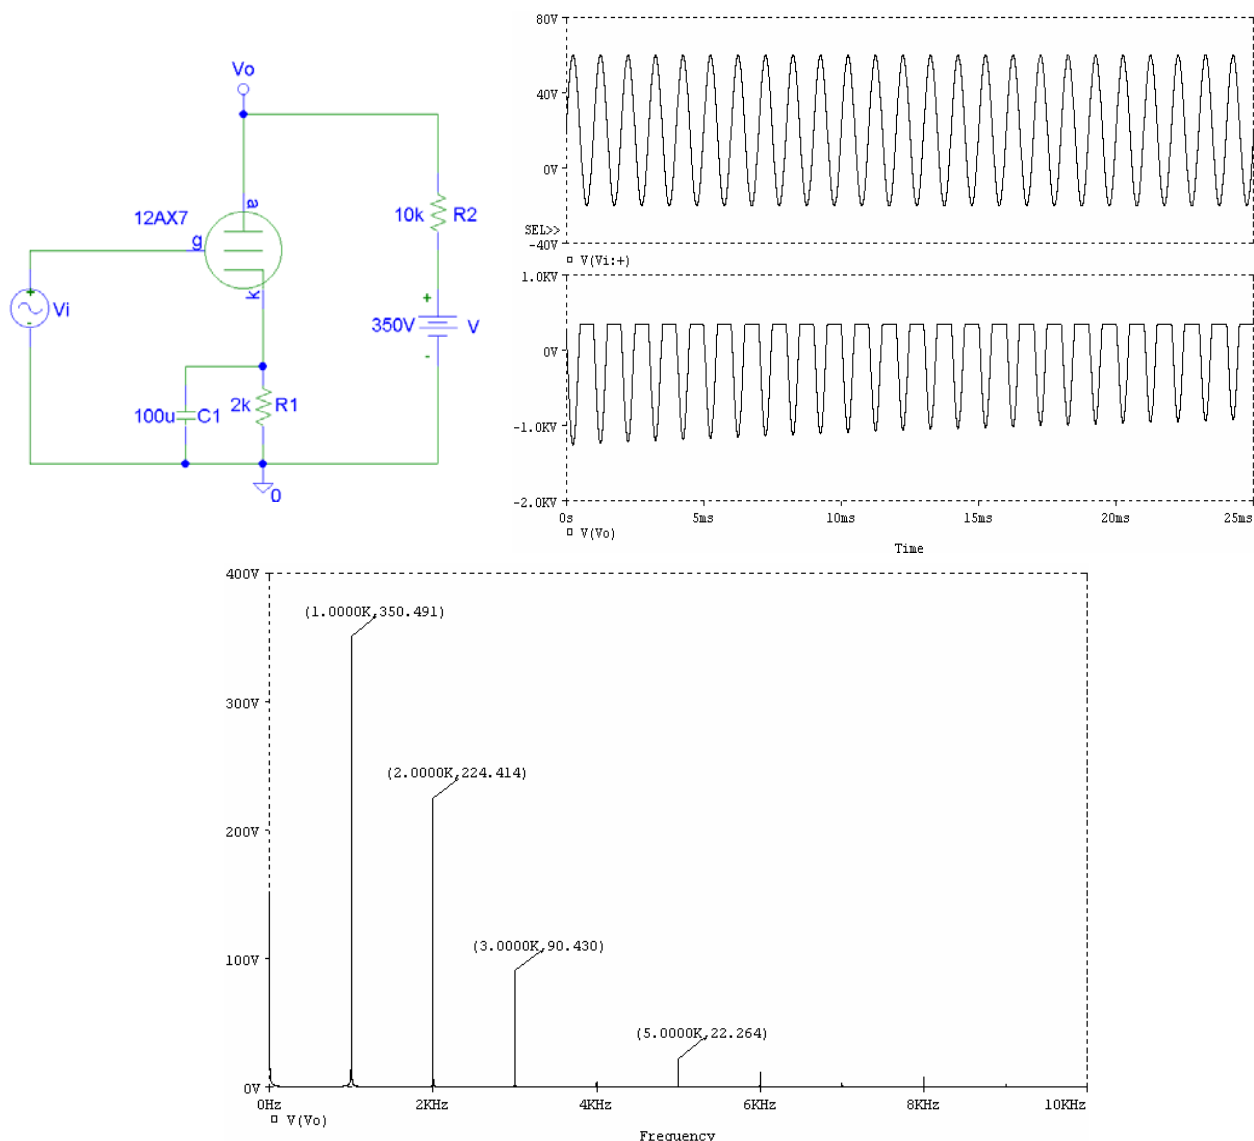 Vo
a
12AX7
g
k
10k R2
+
350V V
-
+
Vi
-
100u C1
2k R1
0
80V
40V
0V
SEL>>
-40V
V(Vi:+)
1.0KV
0V
-1.0KV
-2.0KV
0s 5ms 10ms 15ms 20ms 25ms
V(Vo)
Time
400V
(1.0000K,350.491)
300V
(2.0000K,224.414)
200V
(3.0000K,90.430)
100V
(5.0000K,22.264)
0V
0Hz 2KHz 4KHz 6KHz 8KHz 10KHz
V(Vo)
Frequency